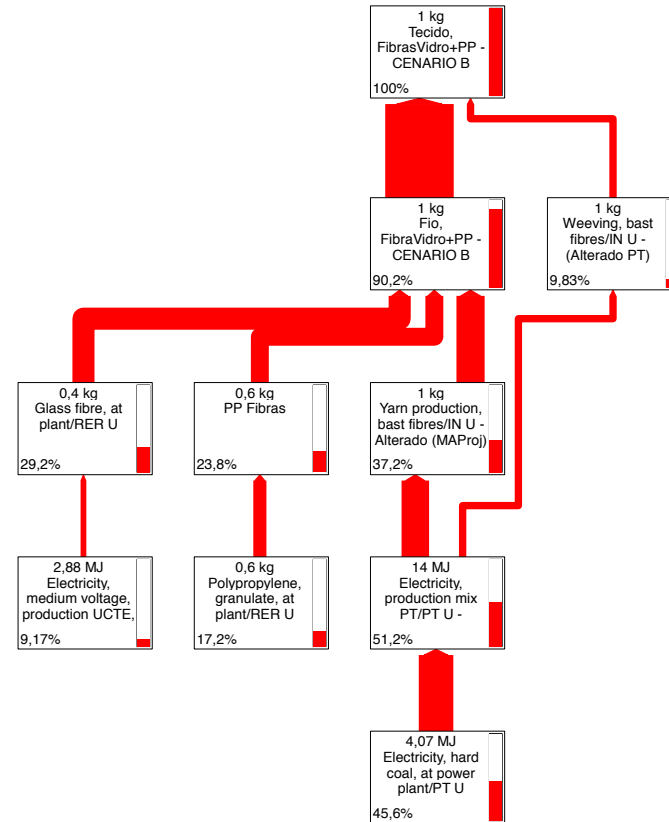 1 kg
Tecido,
FibrasVidro+PP -
CENARIO B
100%
1 kg
Fio,
FibraVidro+PP -
CENARIO B
90,2%
1 kg
Weeving, bast
fibres/IN U -
(Alterado PT)
9,83%
0,4 kg
Glass fibre, at
plant/RER U
29,2%
0,6 kg
PP Fibras
23,8%
1 kg
Yarn production,
bast fibres/IN U -
Alterado (MAProj)
37,2%
2,88 MJ
Electricity,
medium voltage,
production UCTE,
9,17%
0,6 kg
Polypropylene,
granulate, at
plant/RER U
17,2%
14 MJ
Electricity,
production mix
PT/PT U -
51,2%
4,07 MJ
Electricity, hard
coal, at power
plant/PT U
45,6%